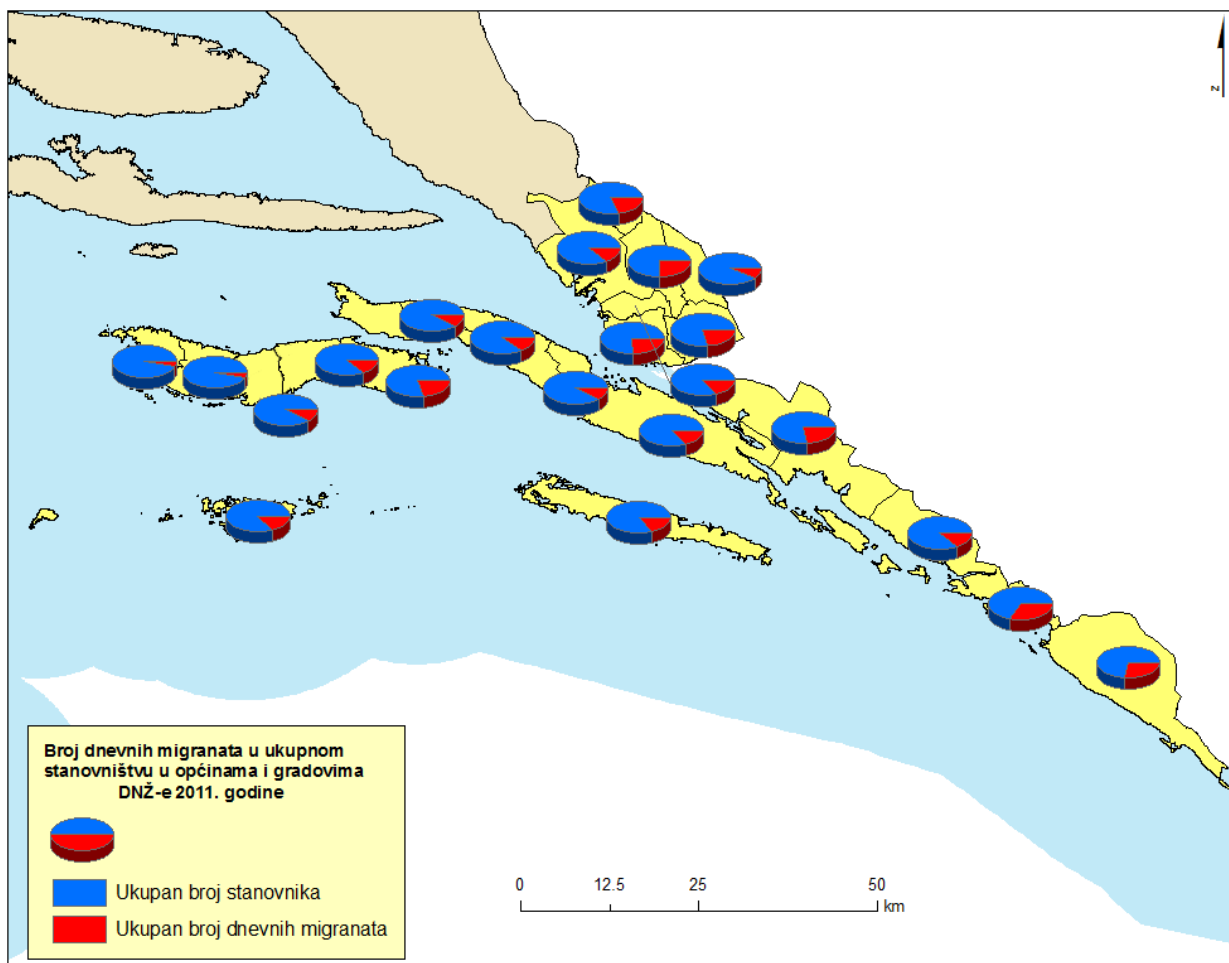 z
Broj dnevnih migranata u ukupnom
stanovništvu u općinama i gradovima
DNŽ-e 2011. godine
Ukupan broj stanovnika
Ukupan broj dnevnih migranata
0 12.5 25 50
km